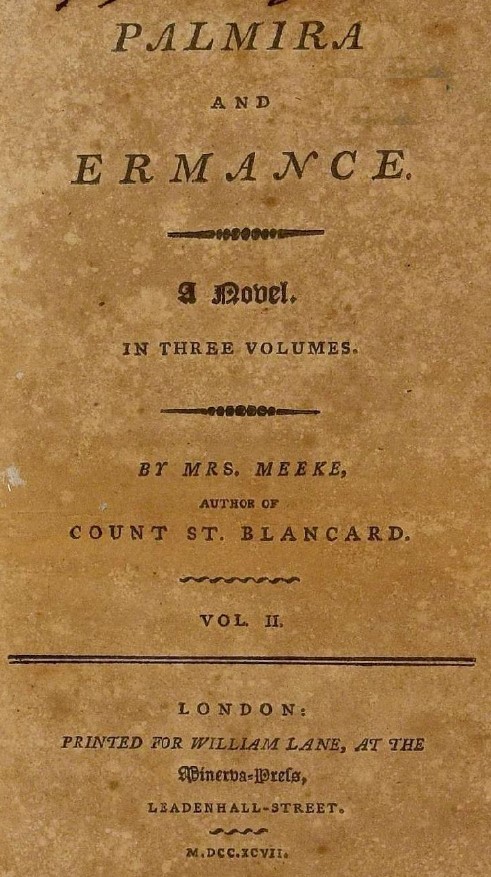 PALMIRA
AND
ERMANCE.
A Novel.
IN THREE VOLUMES.
BY MRS. MEEKE,
AUTHOR OF
COUNT ST. BLANCARD.
VOL. II.
LONDON:
PRINTED FOR WILLIAM LANE, AT THE
Minerva-Preſs,
LEADENHALL-STREET.
M.DCC.XCVII.